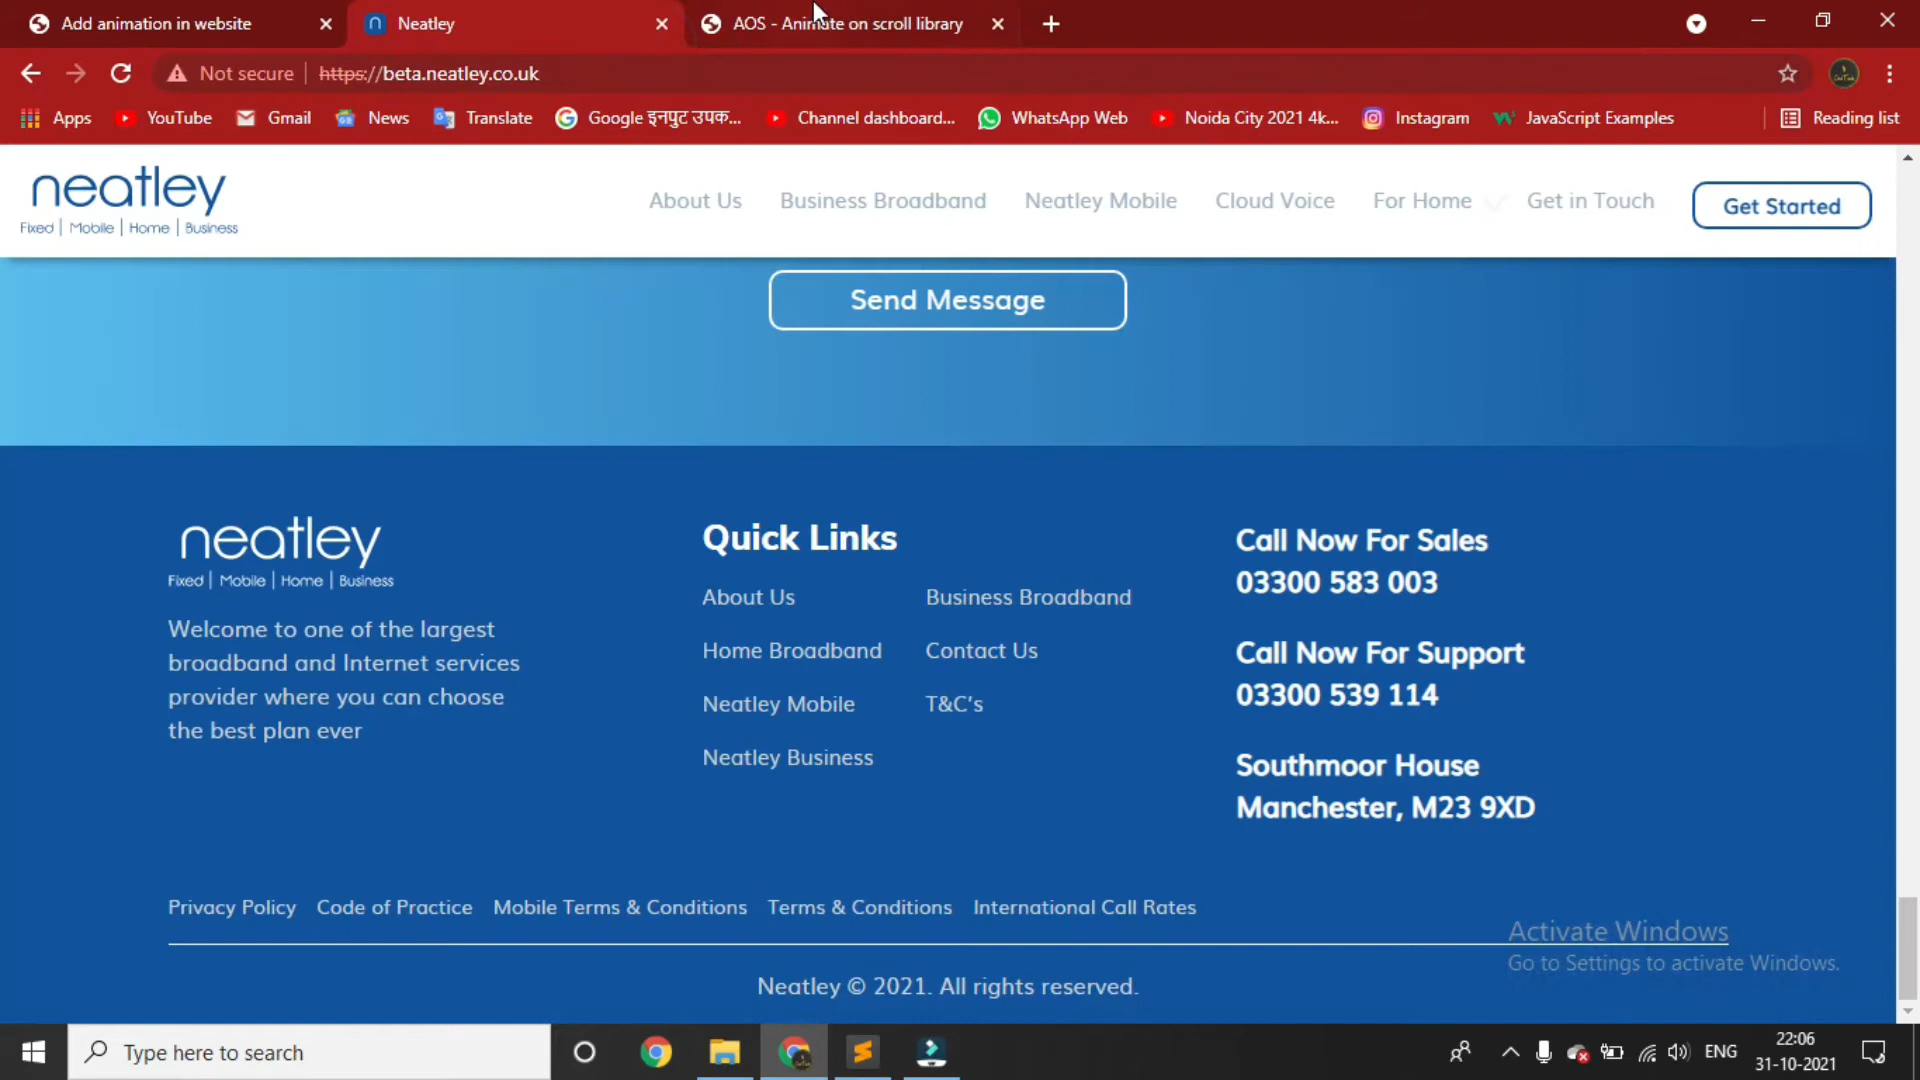 Add animation in website
Neatley
AOS - Animate on scroll library
Not secure
https://beta.neatley.co.uk
Apps
YouTube
Gmail
News
Translate
Google इनपुट उपक...
Channel dashboard...
WhatsApp Web
Noida City 2021 4k...
Instagram
JavaScript Examples
Reading list
neatley
Fixed | Mobile | Home | Business
About Us
Business Broadband
Neatley Mobile
Cloud Voice
For Home
Get in Touch
Get Started
Send Message
neatley
Fixed | Mobile | Home | Business
Welcome to one of the largest
broadband and Internet services
provider where you can choose
the best plan ever
Quick Links
About Us
Business Broadband
Home Broadband
Contact Us
Neatley Mobile
T&C's
Neatley Business
Call Now For Sales
03300 583 003
Call Now For Support
03300 539 114
Southmoor House
Manchester, M23 9XD
Privacy Policy
Code of Practice
Mobile Terms & Conditions
Terms & Conditions
International Call Rates
Activate Windows
Go to Settings to activate Windows.
Neatley © 2021. All rights reserved.
Type here to search
ENG
22:06
31-10-2021